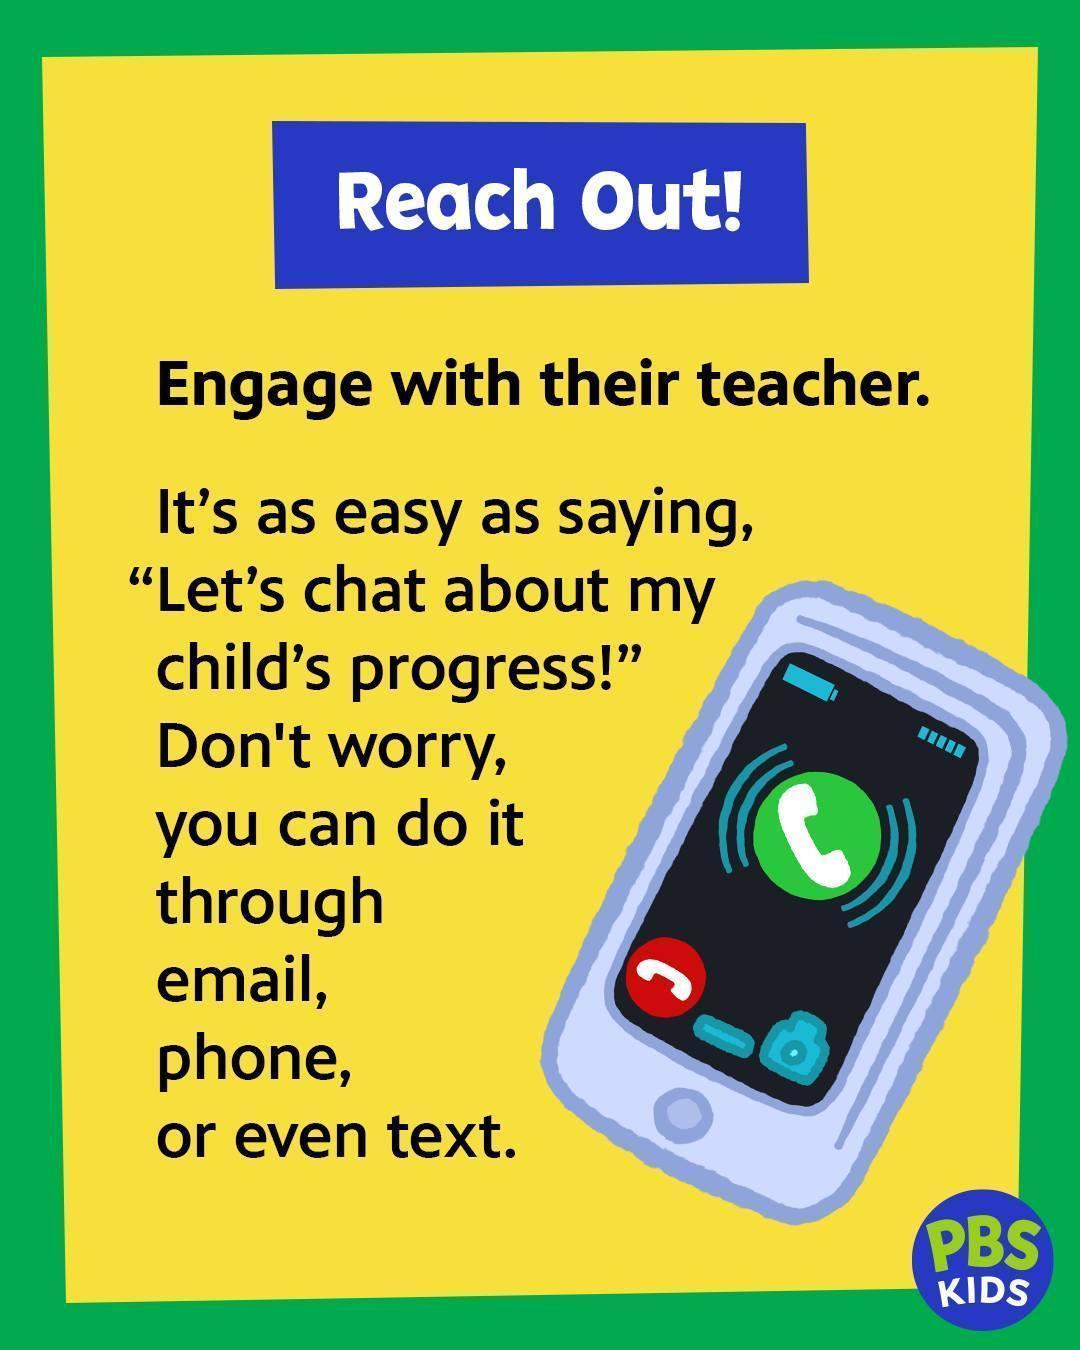 Reach Out!
Engage with their teacher.
It’s as easy as saying,
“Let’s chat about my
child’s progress!”
Don't worry,
you can do it
through
email,
phone,
or even text.
PBS
KIDS